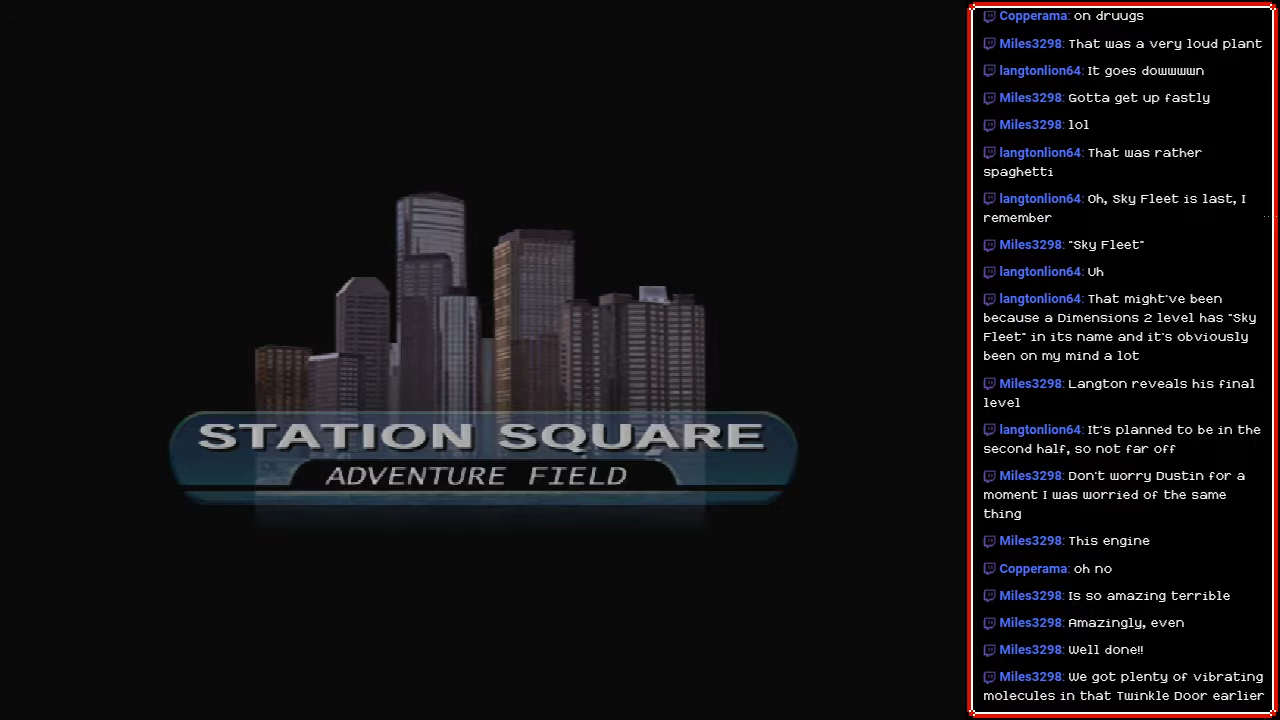 STATION SQUARE
ADVENTURE FIELD
Copperama: on druugs
Miles3298: That was a very loud plant
langtonlion64: It goes dowwwwn
Miles3298: Gotta get up fastly
Miles3298: lol
langtonlion64: That was rather
spaghetti
langtonlion64: Oh, Sky Fleet is last, I
remember
Miles3298: "Sky Fleet"
langtonlion64: Uh
langtonlion64: That might've been
because a Dimensions 2 level has "Sky
Fleet" in its name and it's obviously
been on my mind a lot
Miles3298: Langton reveals his final
level
langtonlion64: It's planned to be in the
second half, so not far off
Miles3298: Don't worry Dustin for a
moment I was worried of the same
thing
Miles3298: This engine
Copperama: oh no
Miles3298: Is so amazing terrible
Miles3298: Amazingly, even
Miles3298: Well done!!
Miles3298: We got plenty of vibrating
molecules in that Twinkle Door earlier